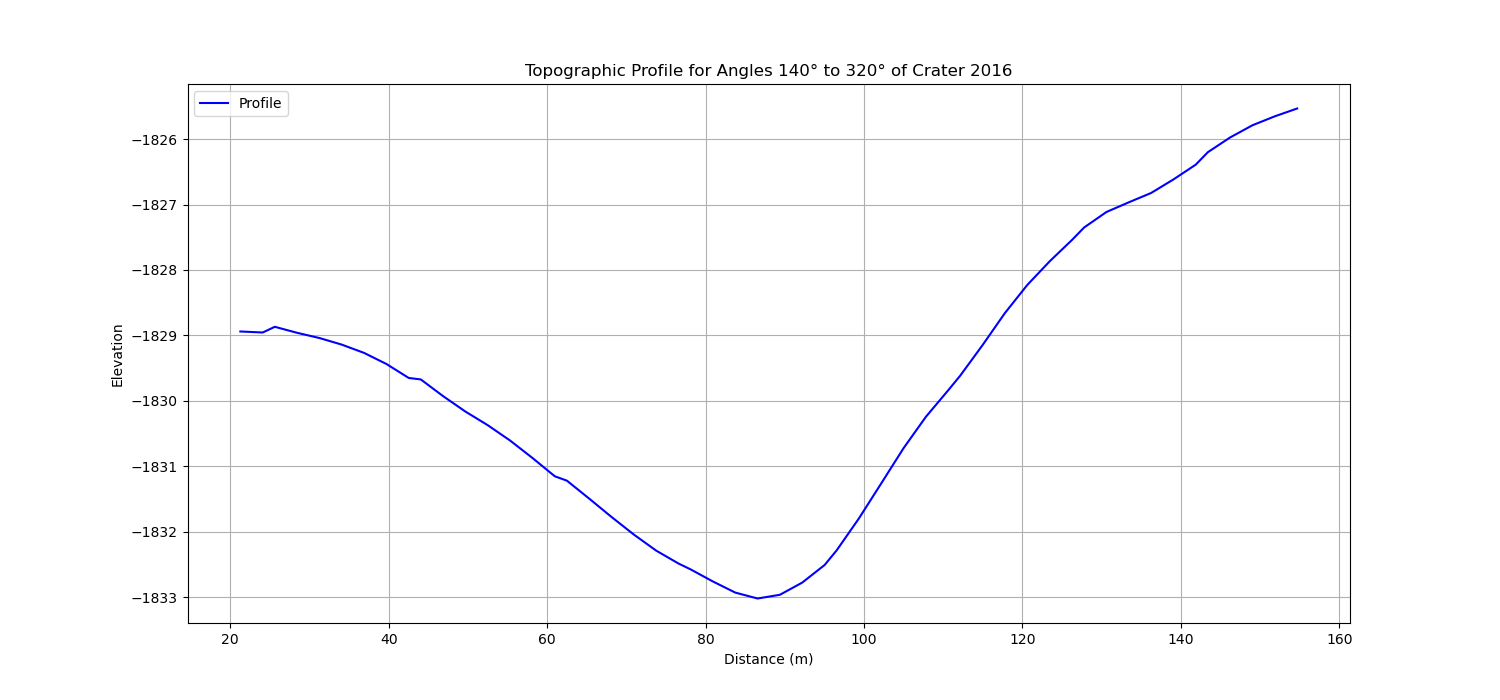 Topographic Profile for Angles 140° to 320° of Crater 2016
Profile
−1826
−1827
−1828
−1829
−1830
−1831
−1832
−1833
Elevation
20 40 60 80 100 120 140 160
Distance (m)